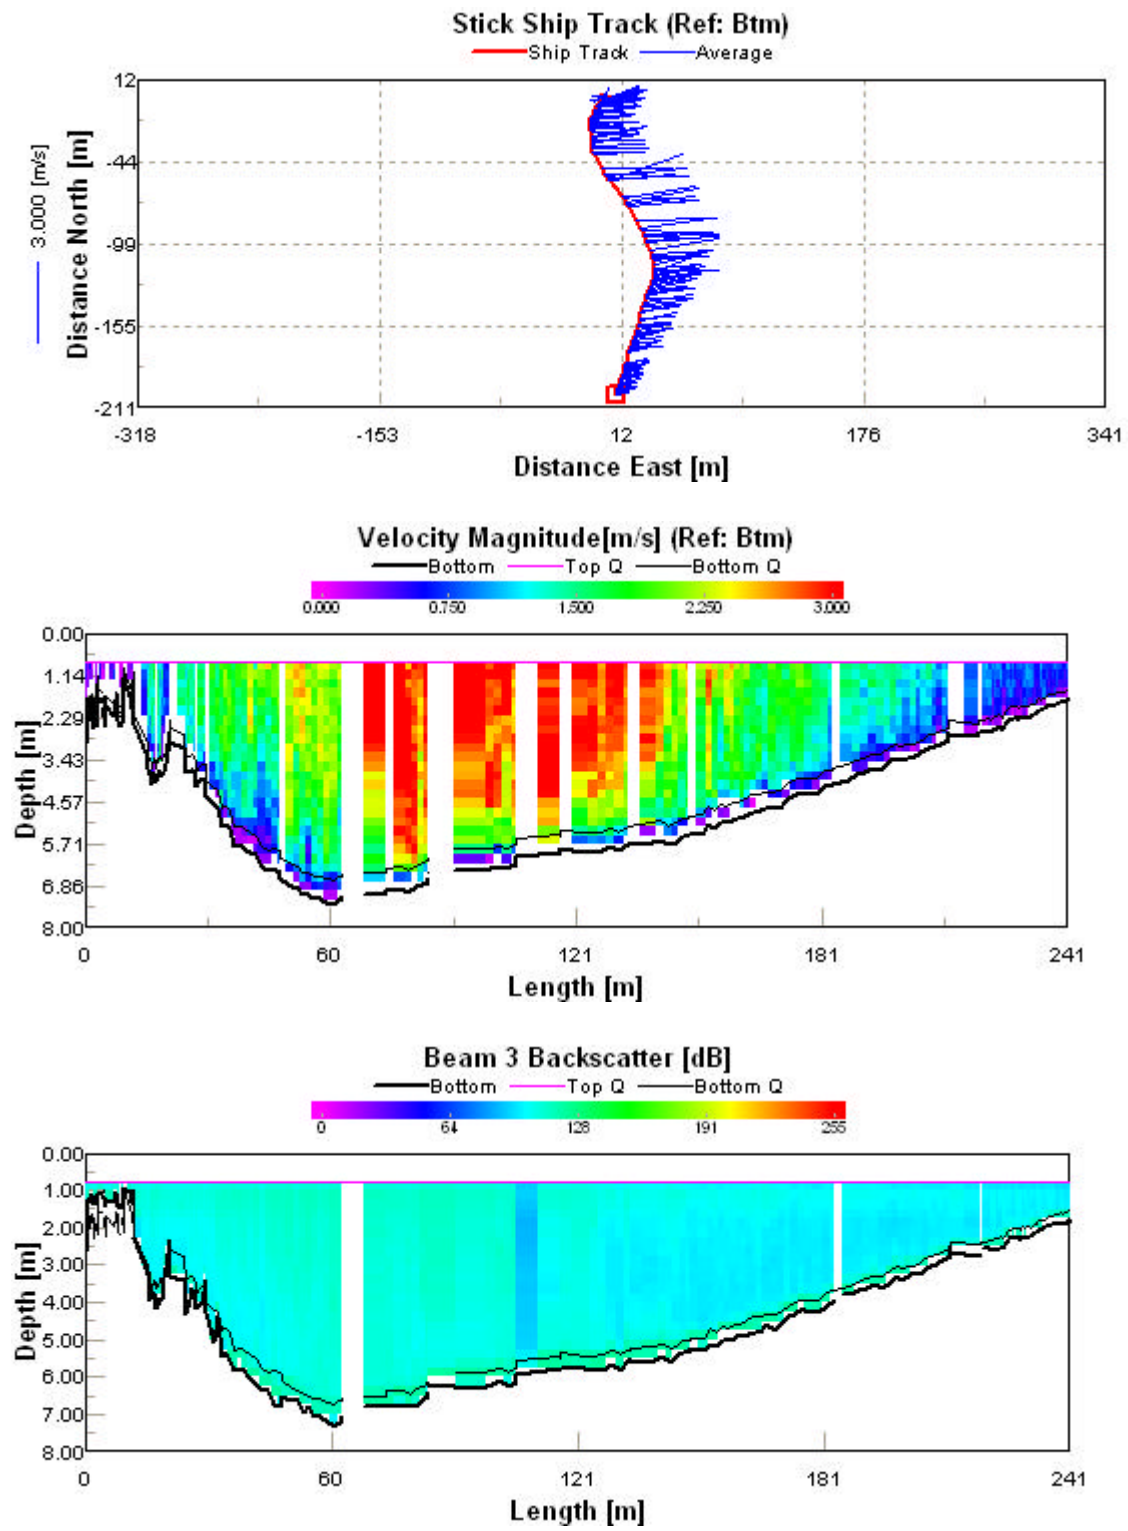 Stick Ship Track (Ref: Btm)
Ship Track Average
12
-44
-99
-155
-211
3.000 [m/s]
Distance North [m]
-318 -153 12 176 341
Distance East [m]
Velocity Magnitude[m/s] (Ref: Btm)
Bottom Top Q Bottom Q
0.000 0.750 1.500 2.250 3.000
0.00
1.14
2.29
3.43
4.57
5.71
6.86
8.00
Depth [m]
0 60 121 181 241
Length [m]
Beam 3 Backscatter [dB]
Bottom Top Q Bottom Q
0 64 128 191 255
0.00
1.00
2.00
3.00
4.00
5.00
6.00
7.00
8.00
Depth [m]
0 60 121 181 241
Length [m]